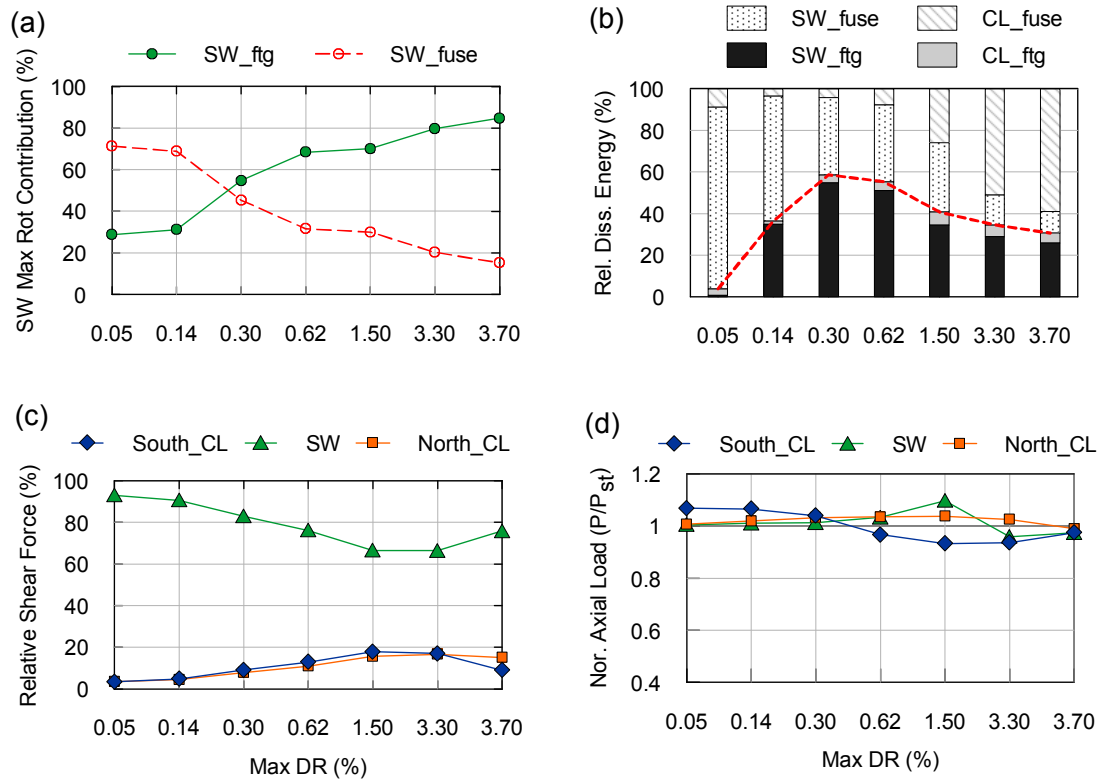 (a)
SW_ftg SW_fuse
SW Max Rot Contribution (%)
100
80
60
40
20
0
0.05 0.14 0.30 0.62 1.50 3.30 3.70
(b)
SW_fuse CL_fuse
SW_ftg CL_ftg
Rel. Diss. Energy (%)
100
80
60
40
20
0
0.05 0.14 0.30 0.62 1.50 3.30 3.70
(c)
South_CL SW North_CL
Relative Shear Force (%)
100
80
60
40
20
0
0.05 0.14 0.30 0.62 1.50 3.30 3.70
Max DR (%)
(d)
South_CL SW North_CL
Nor. Axial Load (P/Pst)
1.2
1
0.8
0.6
0.4
0.05 0.14 0.30 0.62 1.50 3.30 3.70
Max DR (%)